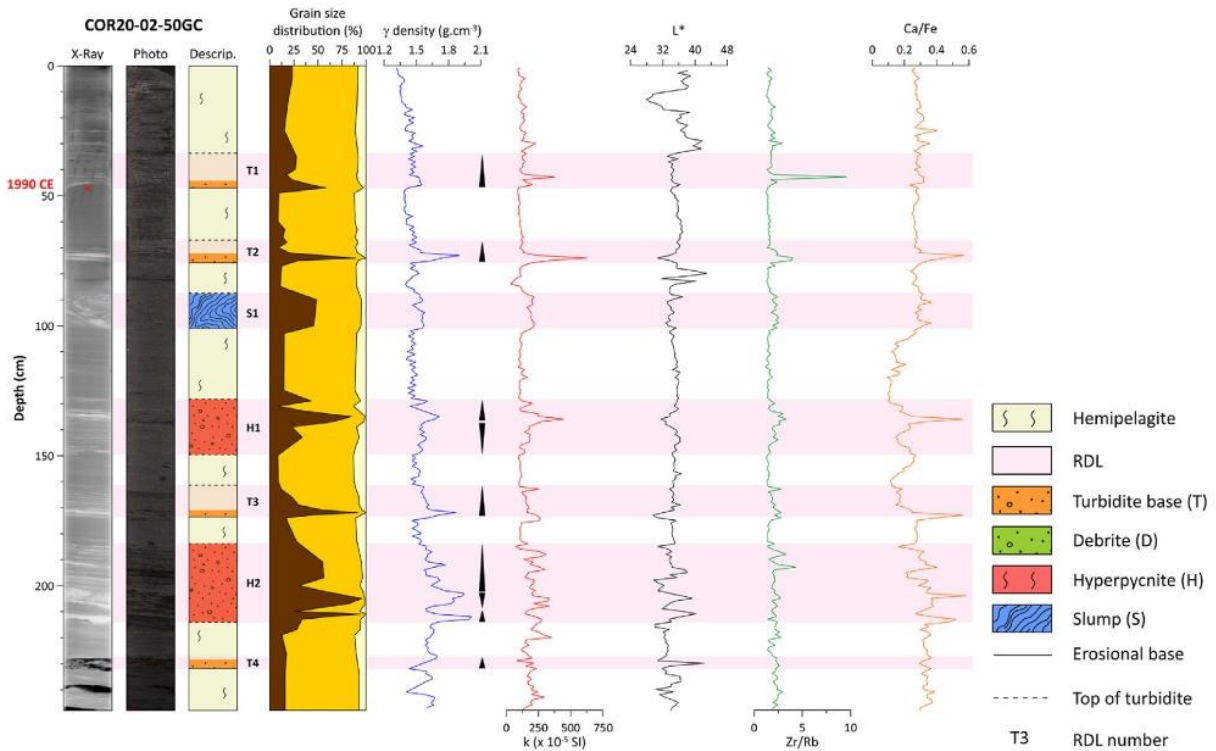 COR20-02-50GC
X-Ray Photo Descrip.
Grain size
distribution (%)
0 25 50 75 100
γ density (g.cm⁻³)
1.2 1.5 1.8 2.1
L*
24 32 40 48
Ca/Fe
0 0.2 0.4 0.6
Depth (cm)
0
50
100
150
200
1990 CE
T1
T2
S1
H1
T3
H2
T4
0 250 500 750
k (x 10⁻⁵ SI)
0 5 10
Zr/Rb
Hemipelagite
RDL
Turbidite base (T)
Debrite (D)
Hyperpycnite (H)
Slump (S)
Erosional base
Top of turbidite
T3 RDL number